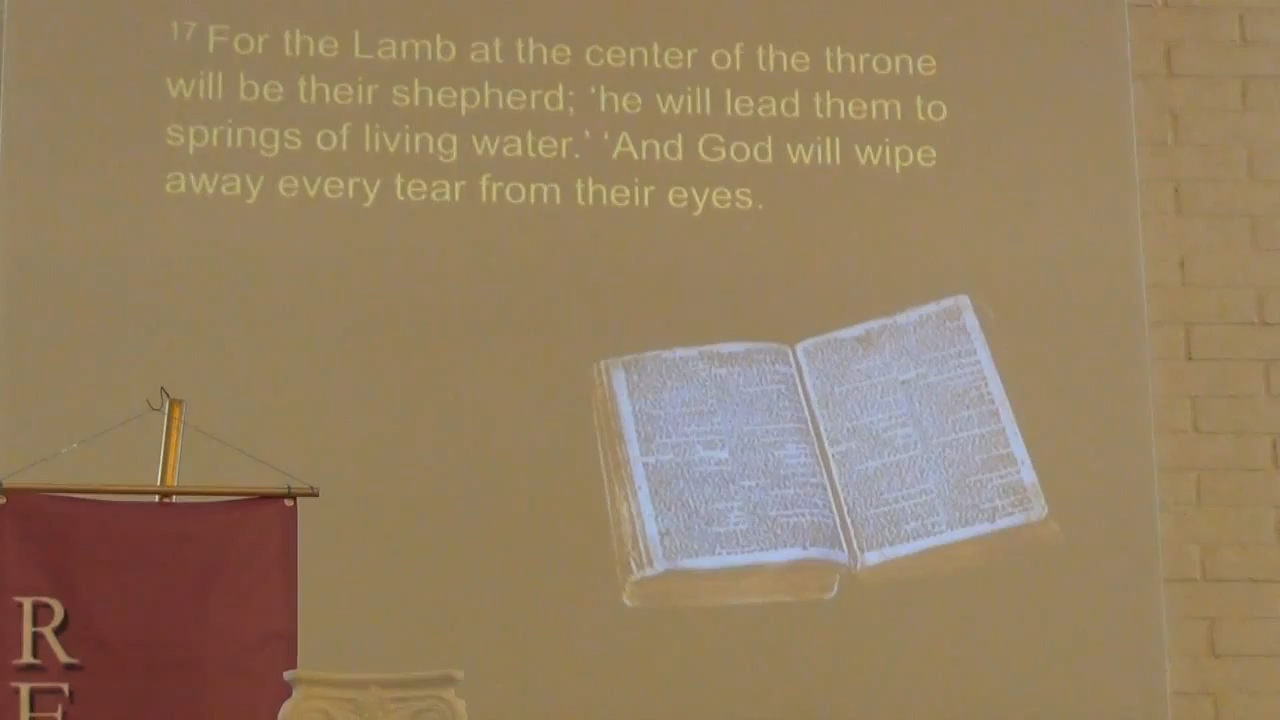 17 For the Lamb at the center of the throne
will be their shepherd; ‘he will lead them to
springs of living water.’ ‘And God will wipe
away every tear from their eyes.
R
E